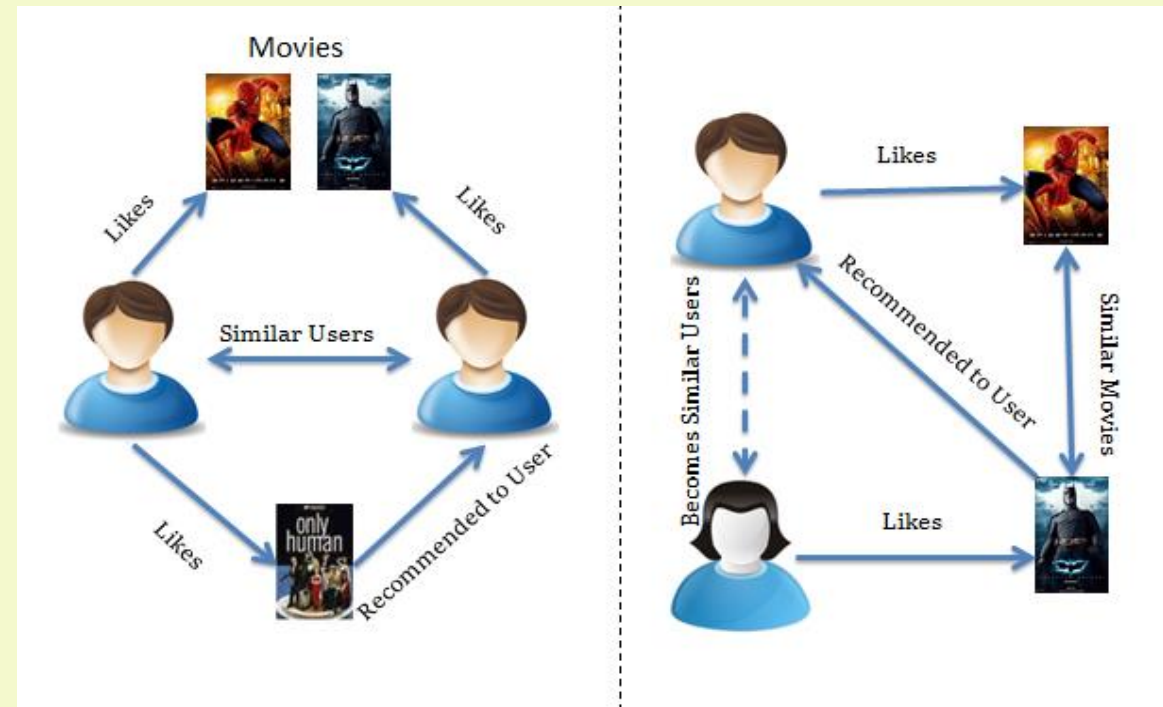 Movies
Likes
Likes
Similar Users
Likes
only
human
Recommended to User
Likes
Recommended to User
Similar Movies
Becomes Similar Users
Likes